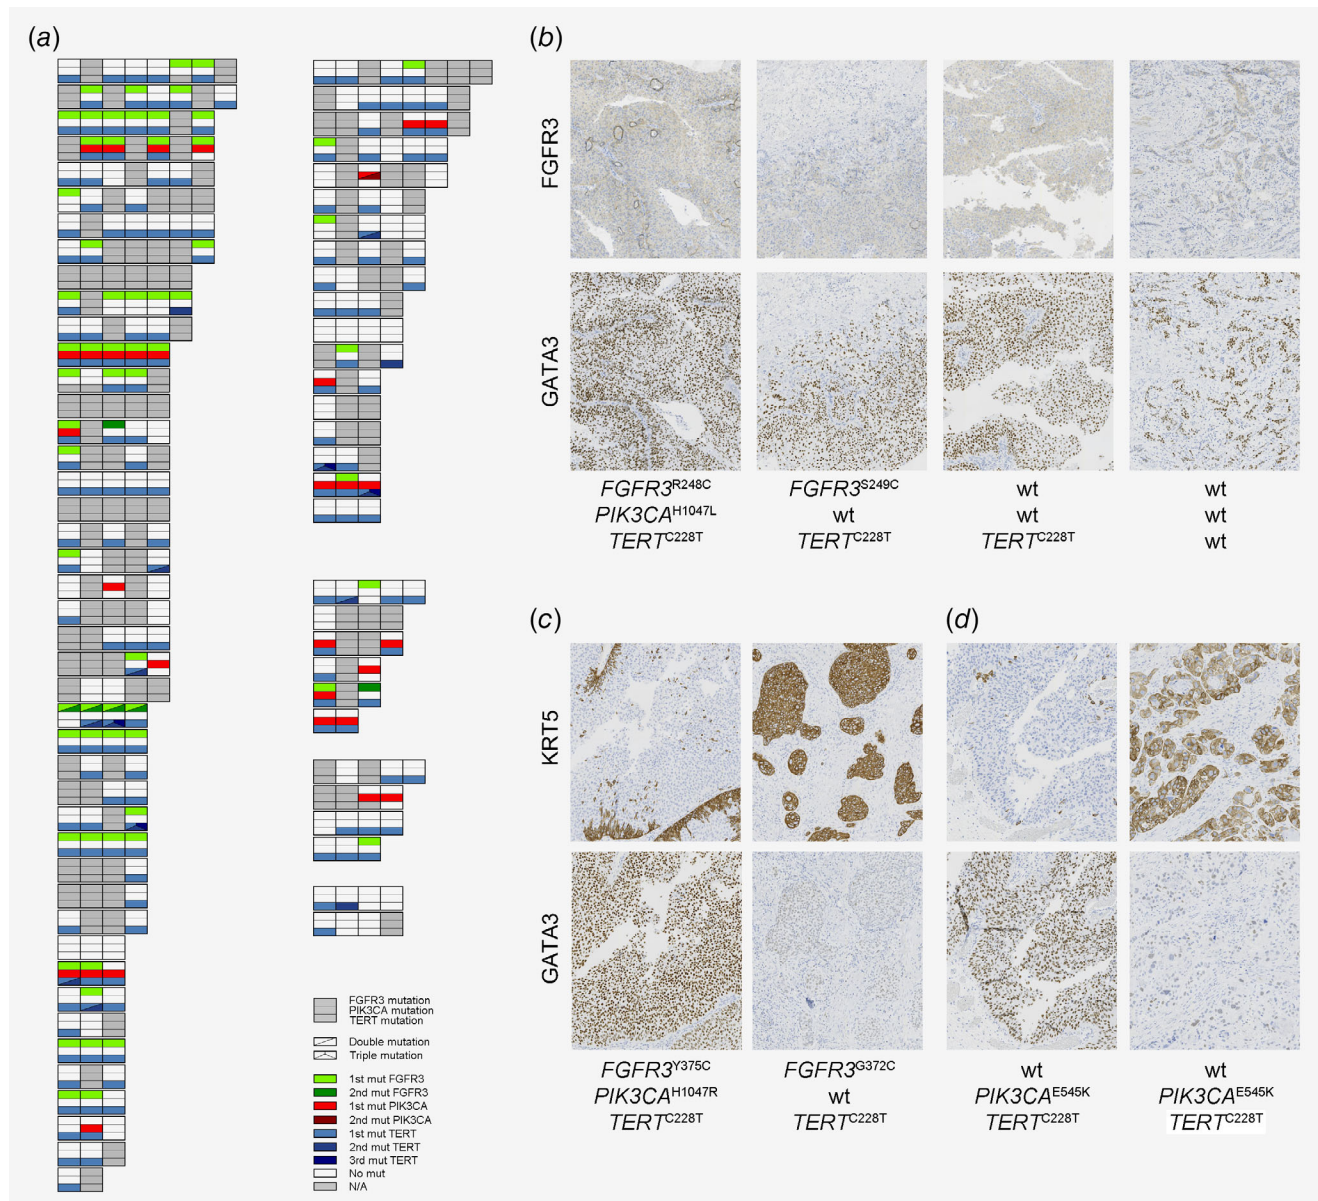 (a)
FGFR3 mutation
PIK3CA mutation
TERT mutation
Double mutation
Triple mutation
1st mut FGFR3
2nd mut FGFR3
1st mut PIK3CA
2nd mut PIK3CA
1st mut TERT
2nd mut TERT
3rd mut TERT
No mut
N/A
(b)
FGFR3
GATA3
FGFR3R248C FGFR3S249C wt wt
PIK3CAH1047L wt wt wt
TERTC228T TERTC228T TERTC228T wt
(c) (d)
KRT5
GATA3
FGFR3Y375C FGFR3G372C wt wt
PIK3CAH1047R wt PIK3CAE545K PIK3CAE545K
TERTC228T TERTC228T TERTC228T TERTC228T